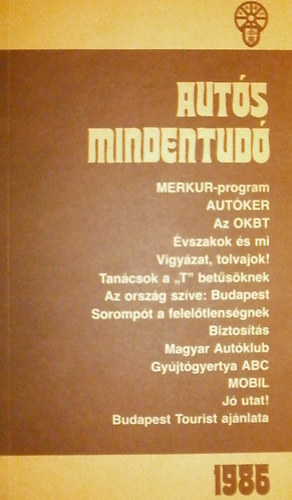 AUTÓS
MINDENTUDÓ
MERKUR-program
AUTÓKER
Az OKBT
Évszakok és mi
Vigyázat, tolvajok!
Tanácsok a „T” betűsöknek
Az ország szíve: Budapest
Sorompót a felelőtlenségnek
Biztosítás
Magyar Autóklub
Gyújtógyertya ABC
MOBIL
Jó utat!
Budapest Tourist ajánlata
1986